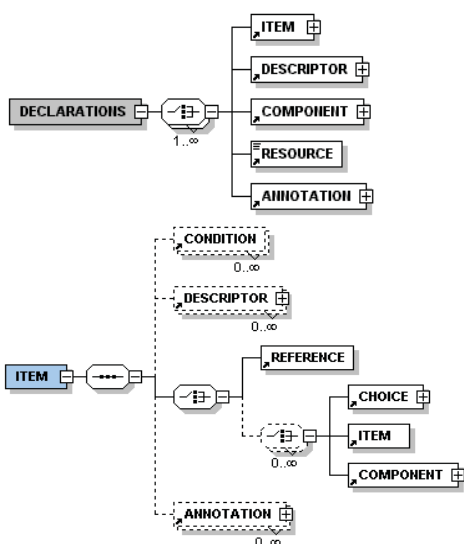 ITEM
DESCRIPTOR
DECLARATIONS
COMPONENT
1..∞
RESOURCE
ANNOTATION
CONDITION
0..∞
DESCRIPTOR
0..∞
REFERENCE
ITEM
CHOICE
ITEM
0..∞
COMPONENT
ANNOTATION
0..∞